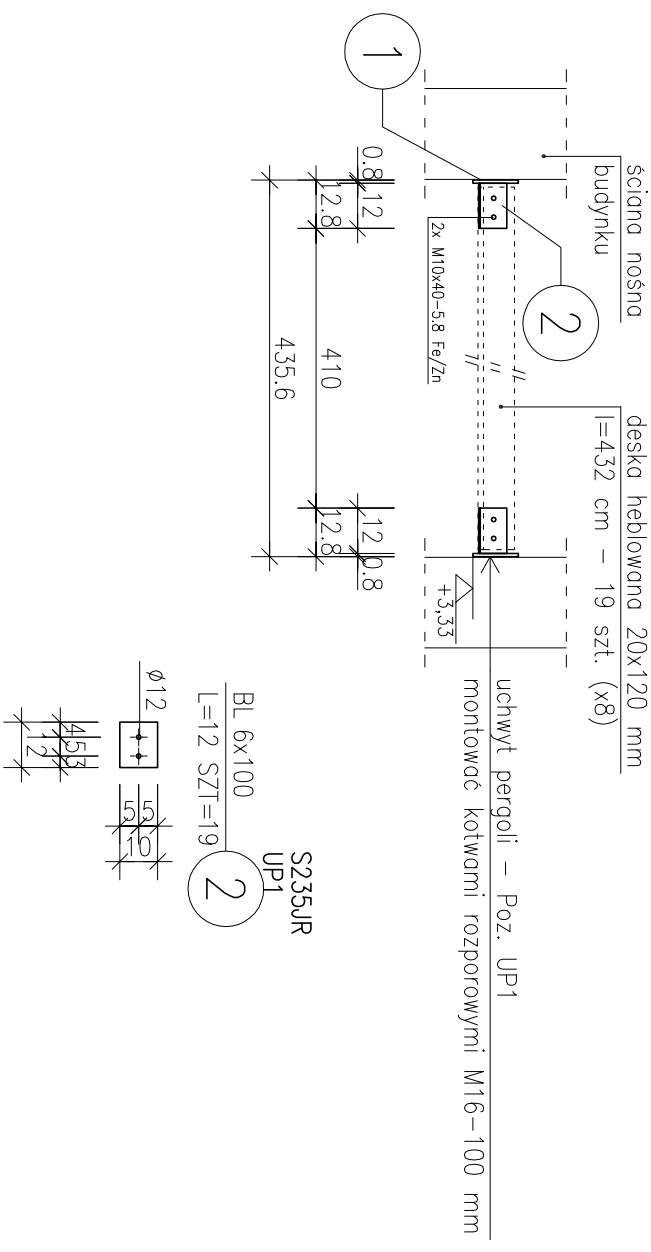 ściana nośna
budynku
deska heblowana 20x120 mm
l=432 cm – 19 szt. (x8)
1
2
2x M10x40–5.8 Fe/Zn
+3,33
uchwyt pergoli – Poz. UP1
montować kotwami rozporowymi M16–100 mm
0.8
12
12
0.8
12.8
410
12.8
435.6
S235JR
UP1
2
BL 6x100
L=12 SZT=19
ø12
5
5
10
4.5
3
12